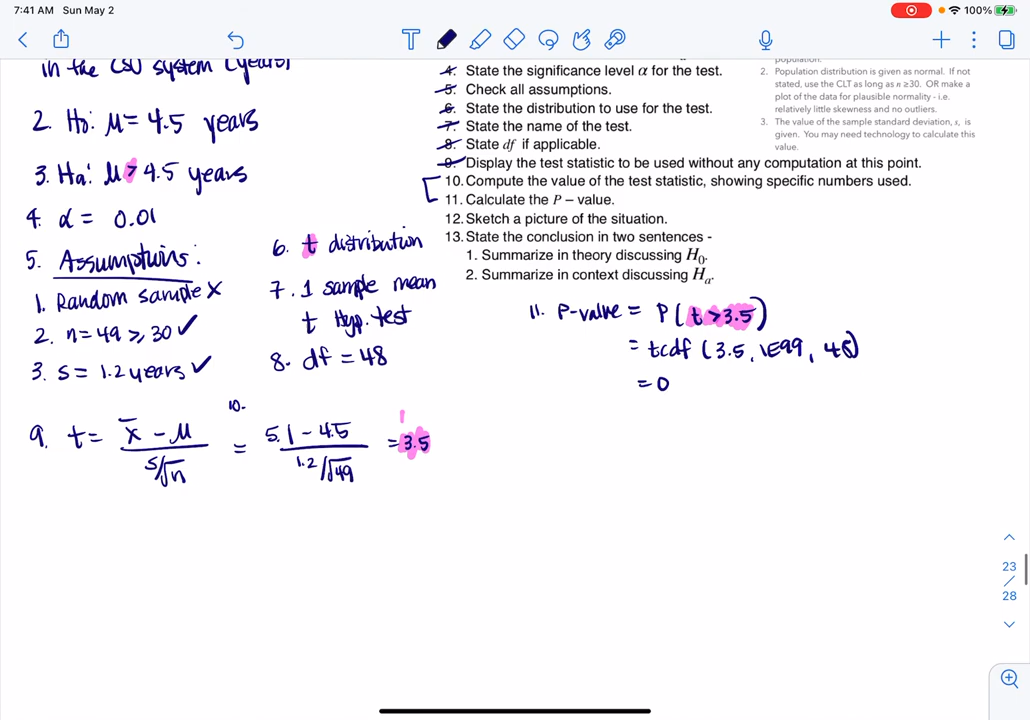 7:41 AM Sun May 2
100%
in the CSU system (years)
2. H0: μ = 4.5 years
3. Ha: μ > 4.5 years
4. α = 0.01
5. Assumptions:
1. Random sample X
2. n = 49 ≥ 30 ✓
3. s = 1.2 years ✓
6. t distribution
7. 1 sample mean
t Hyp. test
8. df = 48
9. t = x̄ - μ / s/√n
10.
= 5.1 - 4.5 / 1.2/√49 = 3.5
4. State the significance level α for the test.
5. Check all assumptions.
6. State the distribution to use for the test.
7. State the name of the test.
8. State df if applicable.
9. Display the test statistic to be used without any computation at this point.
10. Compute the value of the test statistic, showing specific numbers used.
11. Calculate the P – value.
12. Sketch a picture of the situation.
13. State the conclusion in two sentences -
1. Summarize in theory discussing H0.
2. Summarize in context discussing Ha.
population.
2. Population distribution is given as normal. If not
stated, use the CLT as long as n ≥30. OR make a
plot of the data for plausible normality - i.e.
relatively little skewness and no outliers.
3. The value of the sample standard deviation, s, is
given. You may need technology to calculate this
value.
11. P-value = P(t > 3.5)
= tcdf (3.5, 1E99, 48)
= 0
23
/
28